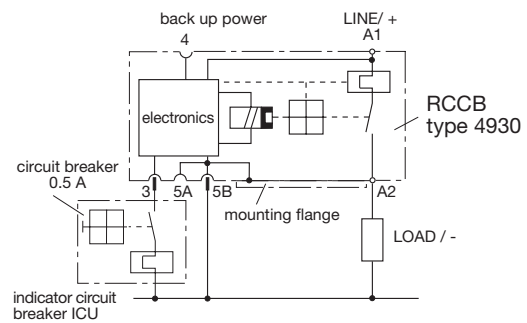 back up power
4
LINE/ +
A1
electronics
RCCB
type 4930
circuit breaker
0.5 A
3
5A
5B
A2
mounting flange
LOAD / -
indicator circuit
breaker ICU